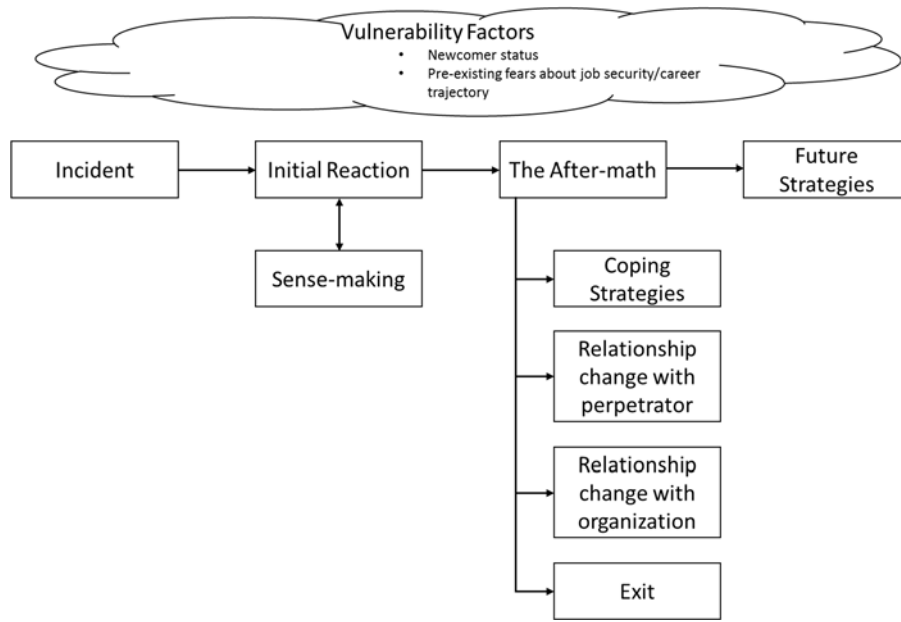 Vulnerability Factors
• Newcomer status
• Pre-existing fears about job security/career
trajectory
Incident
Initial Reaction
The After-math
Future
Strategies
Sense-making
Coping
Strategies
Relationship
change with
perpetrator
Relationship
change with
organization
Exit